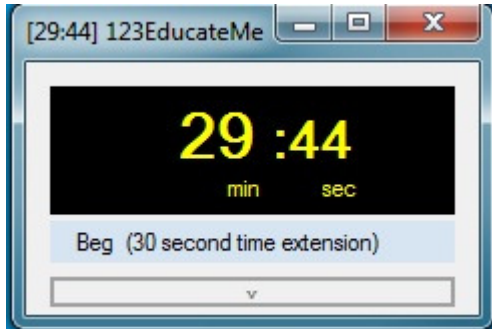 [29:44] 123EducateMe
29 :44
min sec
Beg (30 second time extension)
v